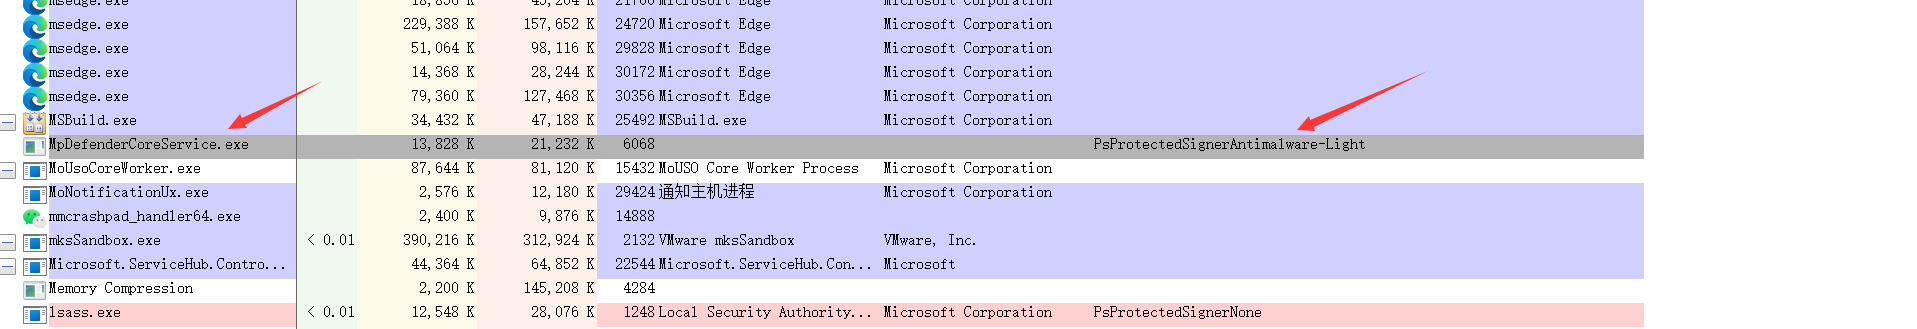 msedge.exe 18,856 K 45,204 K 21700 Microsoft Edge Microsoft Corporation
msedge.exe 229,388 K 157,652 K 24720 Microsoft Edge Microsoft Corporation
msedge.exe 51,064 K 98,116 K 29828 Microsoft Edge Microsoft Corporation
msedge.exe 14,368 K 28,244 K 30172 Microsoft Edge Microsoft Corporation
msedge.exe 79,360 K 127,468 K 30356 Microsoft Edge Microsoft Corporation
MSBuild.exe 34,432 K 47,188 K 25492 MSBuild.exe Microsoft Corporation
MpDefenderCoreService.exe 13,828 K 21,232 K 6068 PsProtectedSignerAntimalware-Light
MoUsoCoreWorker.exe 87,644 K 81,120 K 15432 MoUSO Core Worker Process Microsoft Corporation
MoNotificationUx.exe 2,576 K 12,180 K 29424 通知主机进程 Microsoft Corporation
mmcrashpad_handler64.exe 2,400 K 9,876 K 14888
mksSandbox.exe < 0.01 390,216 K 312,924 K 2132 VMware mksSandbox VMware, Inc.
Microsoft.ServiceHub.Contro... 44,364 K 64,852 K 22544 Microsoft.ServiceHub.Con... Microsoft
Memory Compression 2,200 K 145,208 K 4284
lsass.exe < 0.01 12,548 K 28,076 K 1248 Local Security Authority... Microsoft Corporation PsProtectedSignerNone